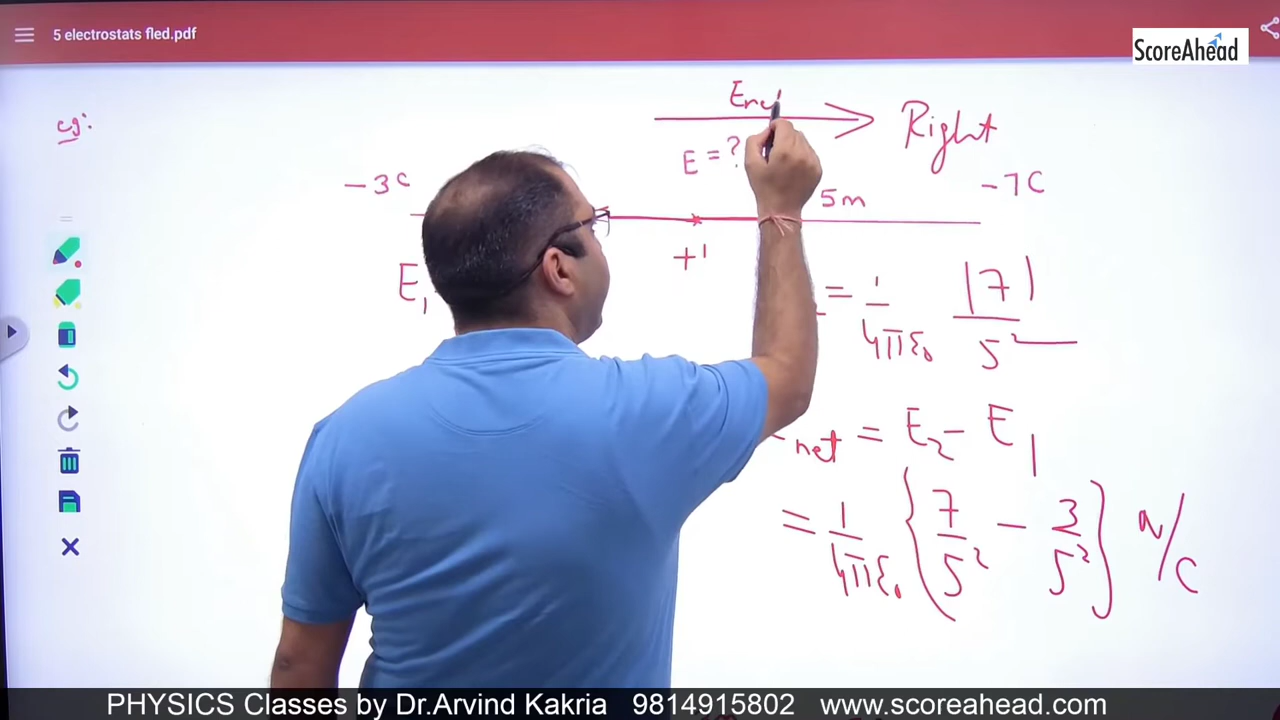 5 electrostats fled.pdf
ScoreAhead
eg:
Right
E = ?
- 3C
5m
- 7C
+1
E₁
= 1/4πε₀ |7|/5²
net = E₂ - E₁
= 1/4πε₀ { 7/5² - 3/5² } N/C
PHYSICS Classes by Dr.Arvind Kakria 9814915802 www.scoreahead.com